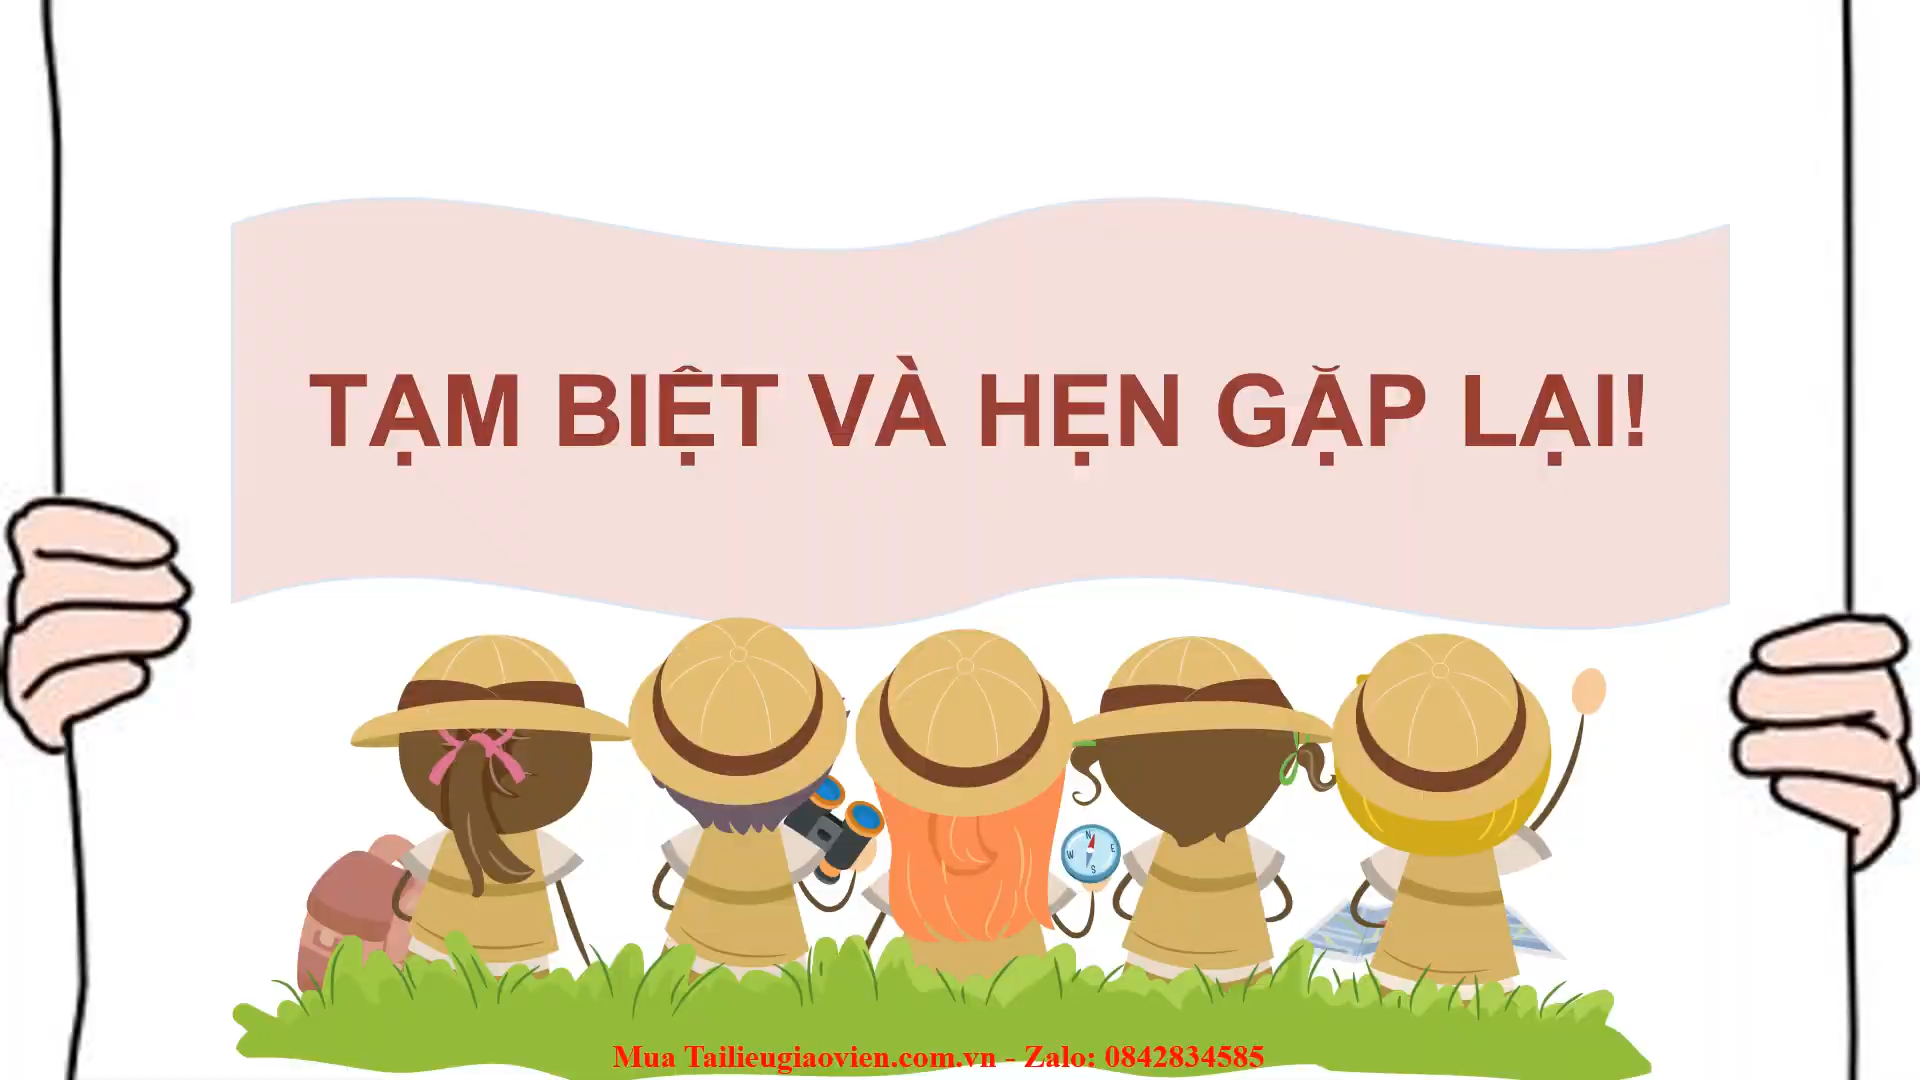 TẠM BIỆT VÀ HẸN GẶP LẠI!
N
W
E
S
Mua Tailieugiaovien.com.vn - Zalo: 0842834585